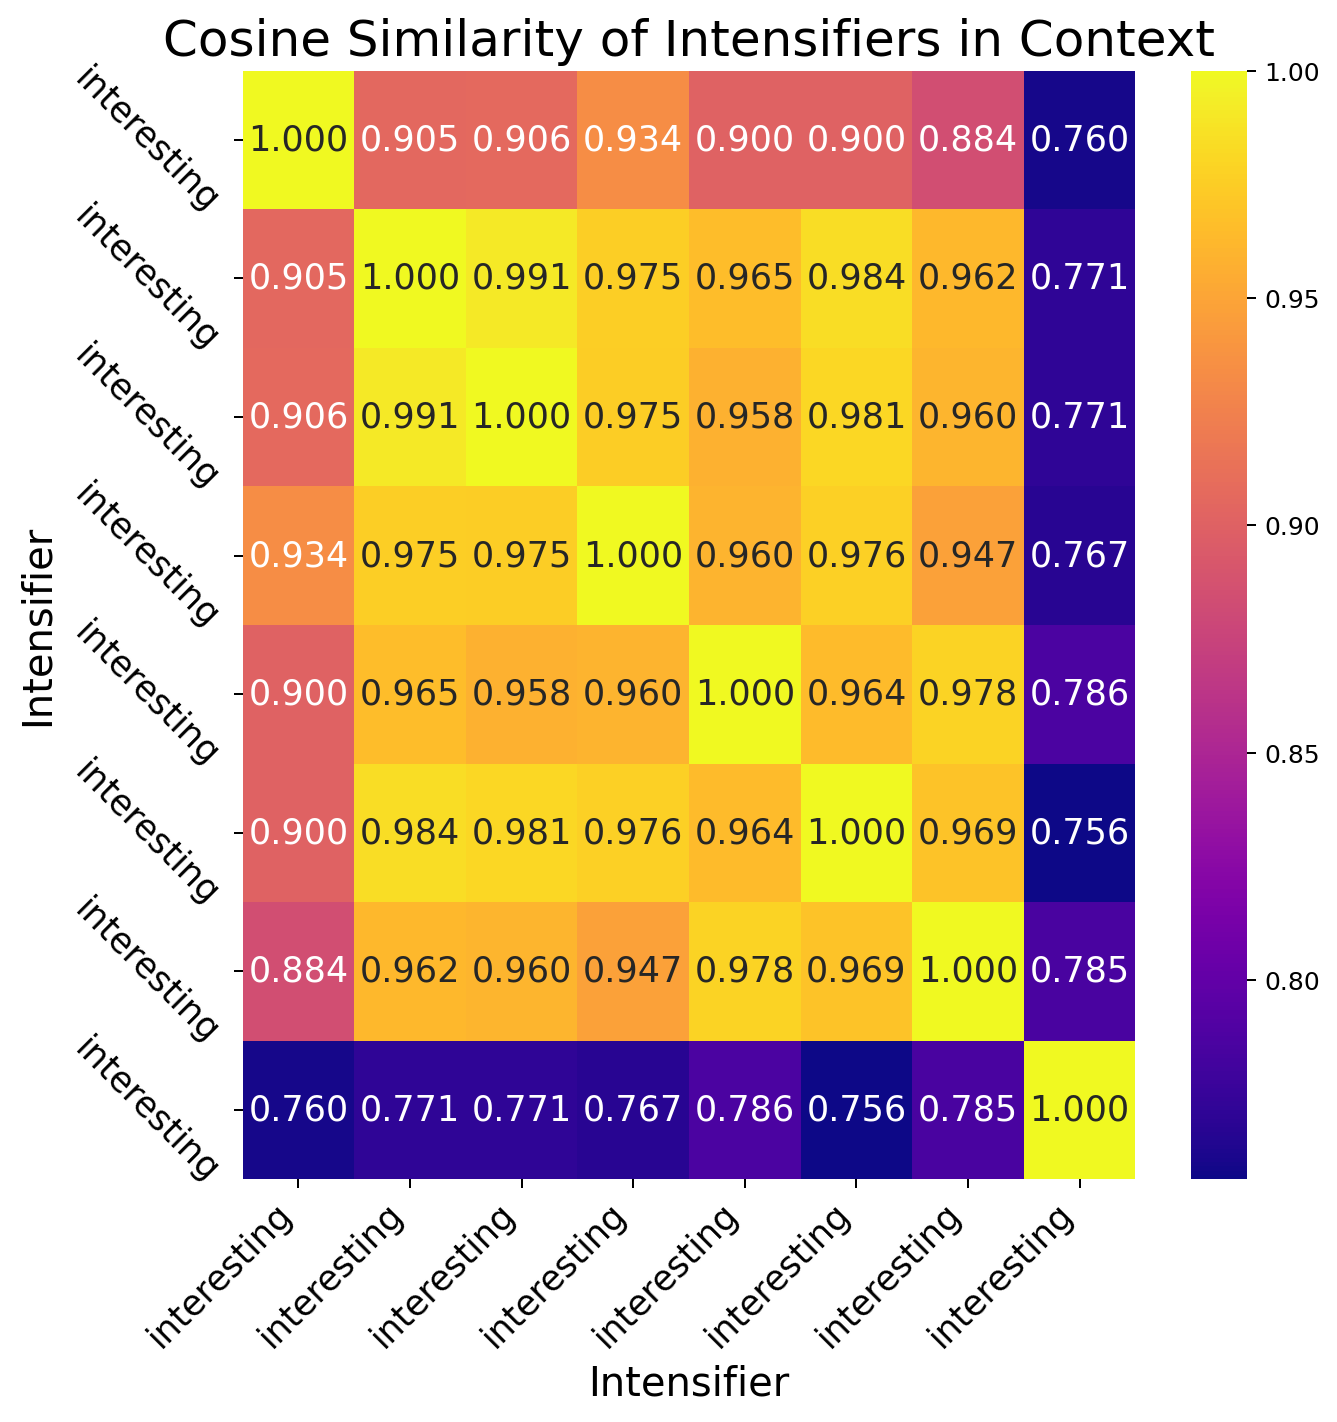 Cosine Similarity of Intensifiers in Context
interesting 1.000 0.905 0.906 0.934 0.900 0.900 0.884 0.760
interesting 0.905 1.000 0.991 0.975 0.965 0.984 0.962 0.771
interesting 0.906 0.991 1.000 0.975 0.958 0.981 0.960 0.771
interesting 0.934 0.975 0.975 1.000 0.960 0.976 0.947 0.767
interesting 0.900 0.965 0.958 0.960 1.000 0.964 0.978 0.786
interesting 0.900 0.984 0.981 0.976 0.964 1.000 0.969 0.756
interesting 0.884 0.962 0.960 0.947 0.978 0.969 1.000 0.785
interesting 0.760 0.771 0.771 0.767 0.786 0.756 0.785 1.000
Intensifier
interesting interesting interesting interesting interesting interesting interesting interesting
Intensifier
1.00
0.95
0.90
0.85
0.80